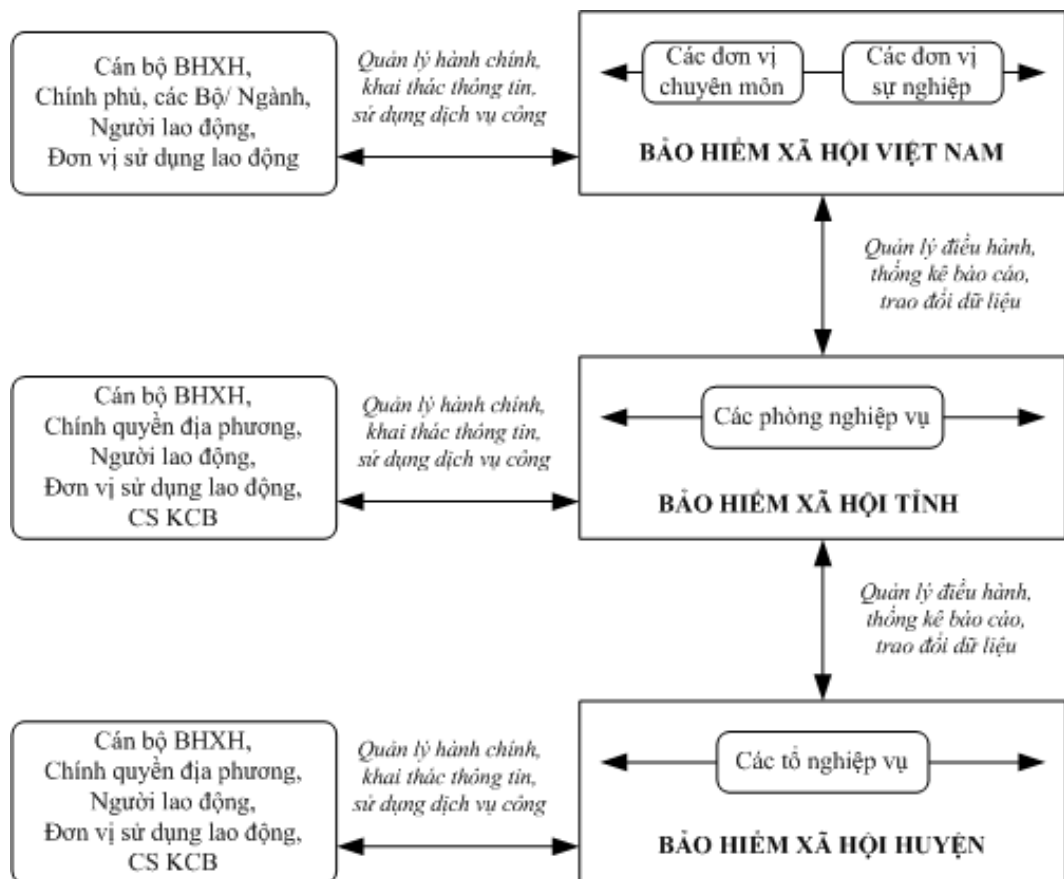 Cán bộ BHXH,
Chính phủ, các Bộ/ Ngành,
Người lao động,
Đơn vị sử dụng lao động
Quản lý hành chính,
khai thác thông tin,
sử dụng dịch vụ công
Các đơn vị
chuyên môn
Các đơn vị
sự nghiệp
BẢO HIỂM XÃ HỘI VIỆT NAM
Quản lý điều hành,
thống kê báo cáo,
trao đổi dữ liệu
Cán bộ BHXH,
Chính quyền địa phương,
Người lao động,
Đơn vị sử dụng lao động,
CS KCB
Quản lý hành chính,
khai thác thông tin,
sử dụng dịch vụ công
Các phòng nghiệp vụ
BẢO HIỂM XÃ HỘI TỈNH
Quản lý điều hành,
thống kê báo cáo,
trao đổi dữ liệu
Cán bộ BHXH,
Chính quyền địa phương,
Người lao động,
Đơn vị sử dụng lao động,
CS KCB
Quản lý hành chính,
khai thác thông tin,
sử dụng dịch vụ công
Các tổ nghiệp vụ
BẢO HIỂM XÃ HỘI HUYỆN